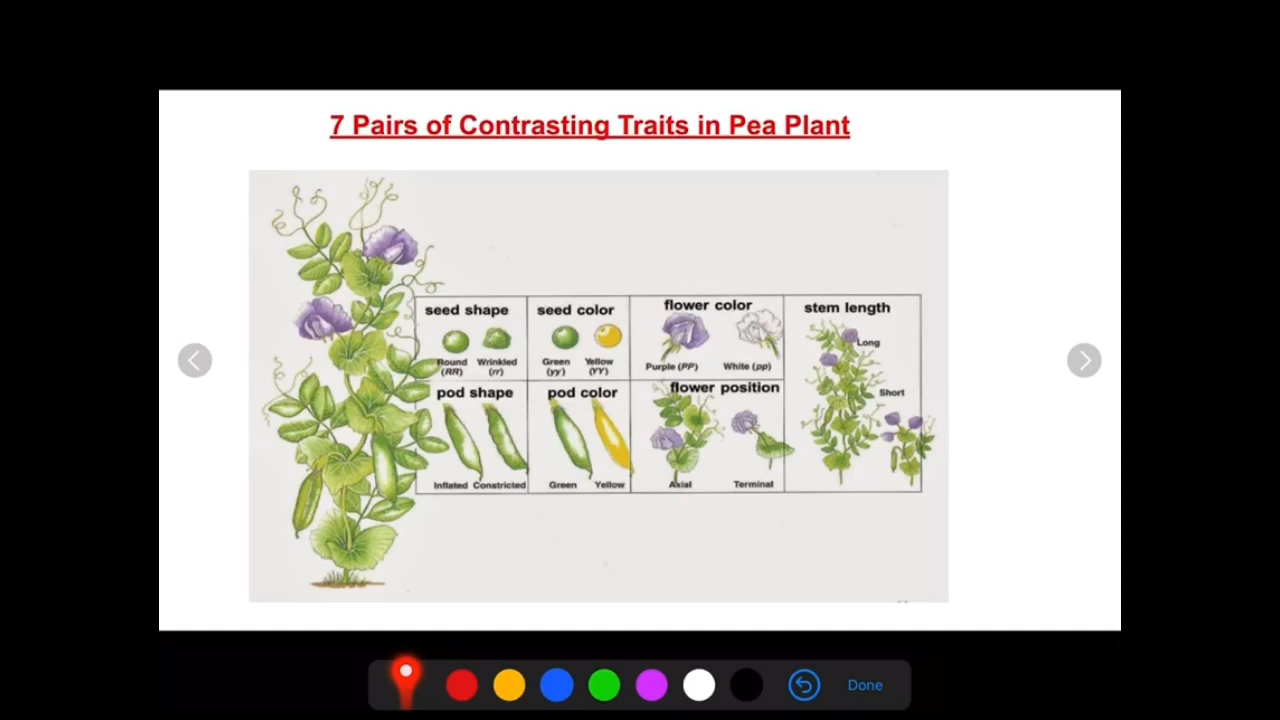 7 Pairs of Contrasting Traits in Pea Plant
seed shape
Round Wrinkled
(RR) (rr)
seed color
Green Yellow
(yy) (YY)
flower color
Purple (PP) White (pp)
stem length
Long
Short
pod shape
Inflated Constricted
pod color
Green Yellow
flower position
Axial Terminal
Done